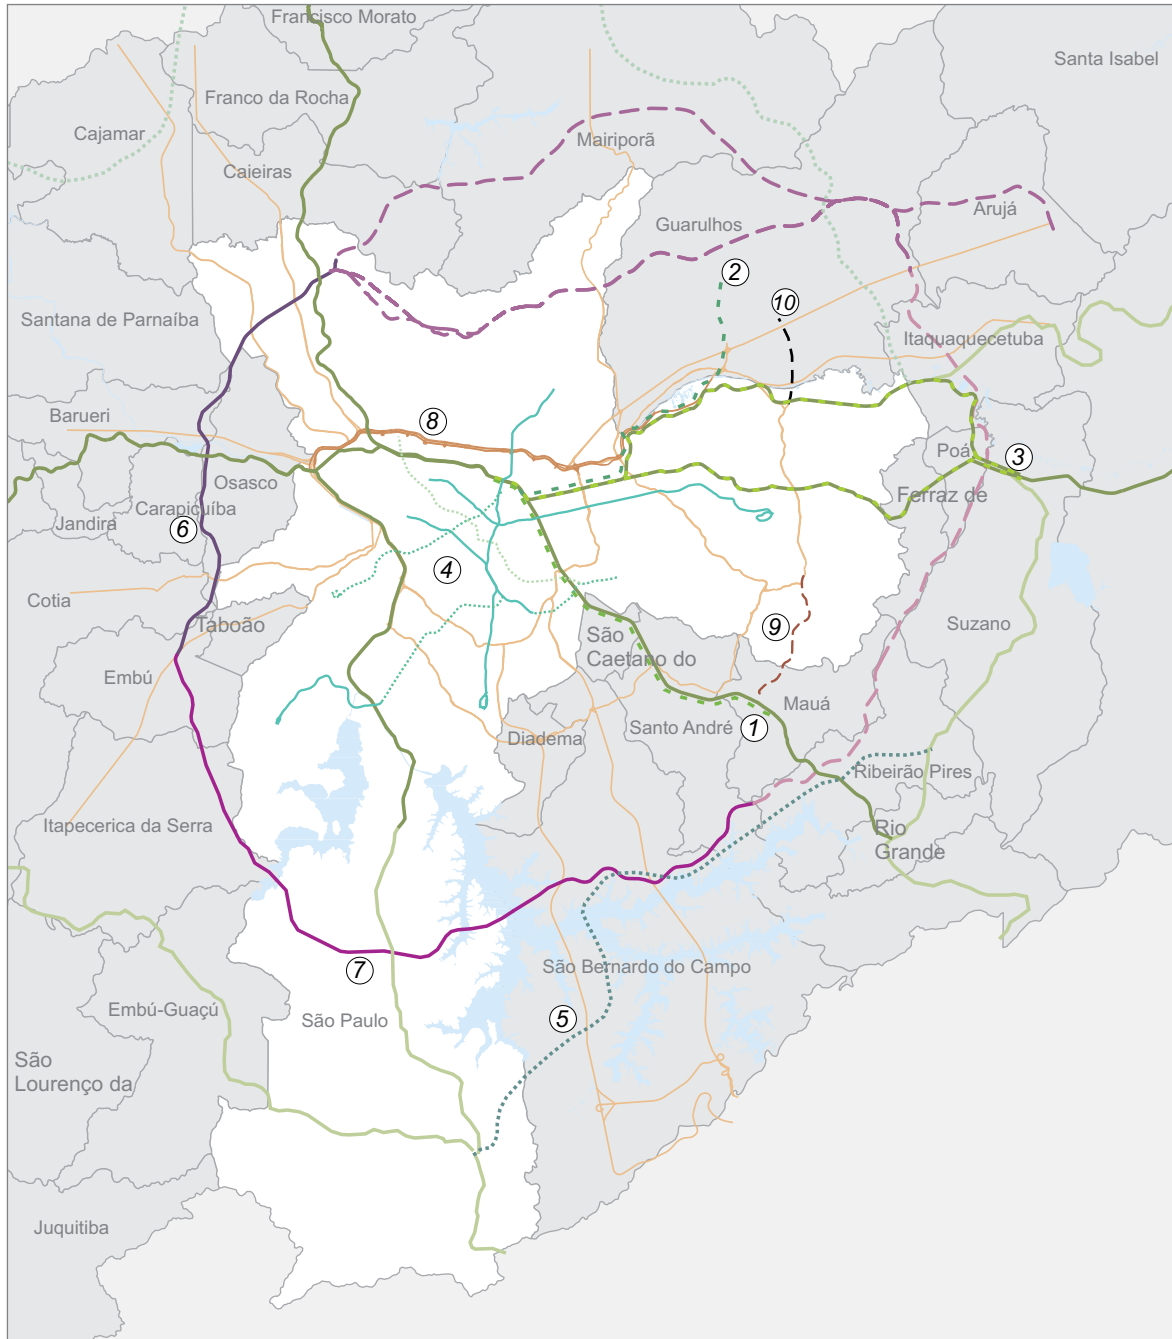 Francisco Morato
Santa Isabel
Franco da Rocha
Cajamar
Mairiporã
Caieiras
Arujá
Guarulhos
2
10
Santana de Parnaíba
Itaquaquecetuba
Barueri
8
Poá
3
Osasco
Ferraz de
Carapicuíba
Jandira
6
4
Cotia
Taboão
São
Caetano do
9
Suzano
Embú
Mauá
Santo André
1
Diadema
Ribeirão Pires
Itapecerica da Serra
Rio
Grande
7
São Bernardo do Campo
Embú-Guaçú
São Paulo
5
São
Lourenço da
Juquitiba